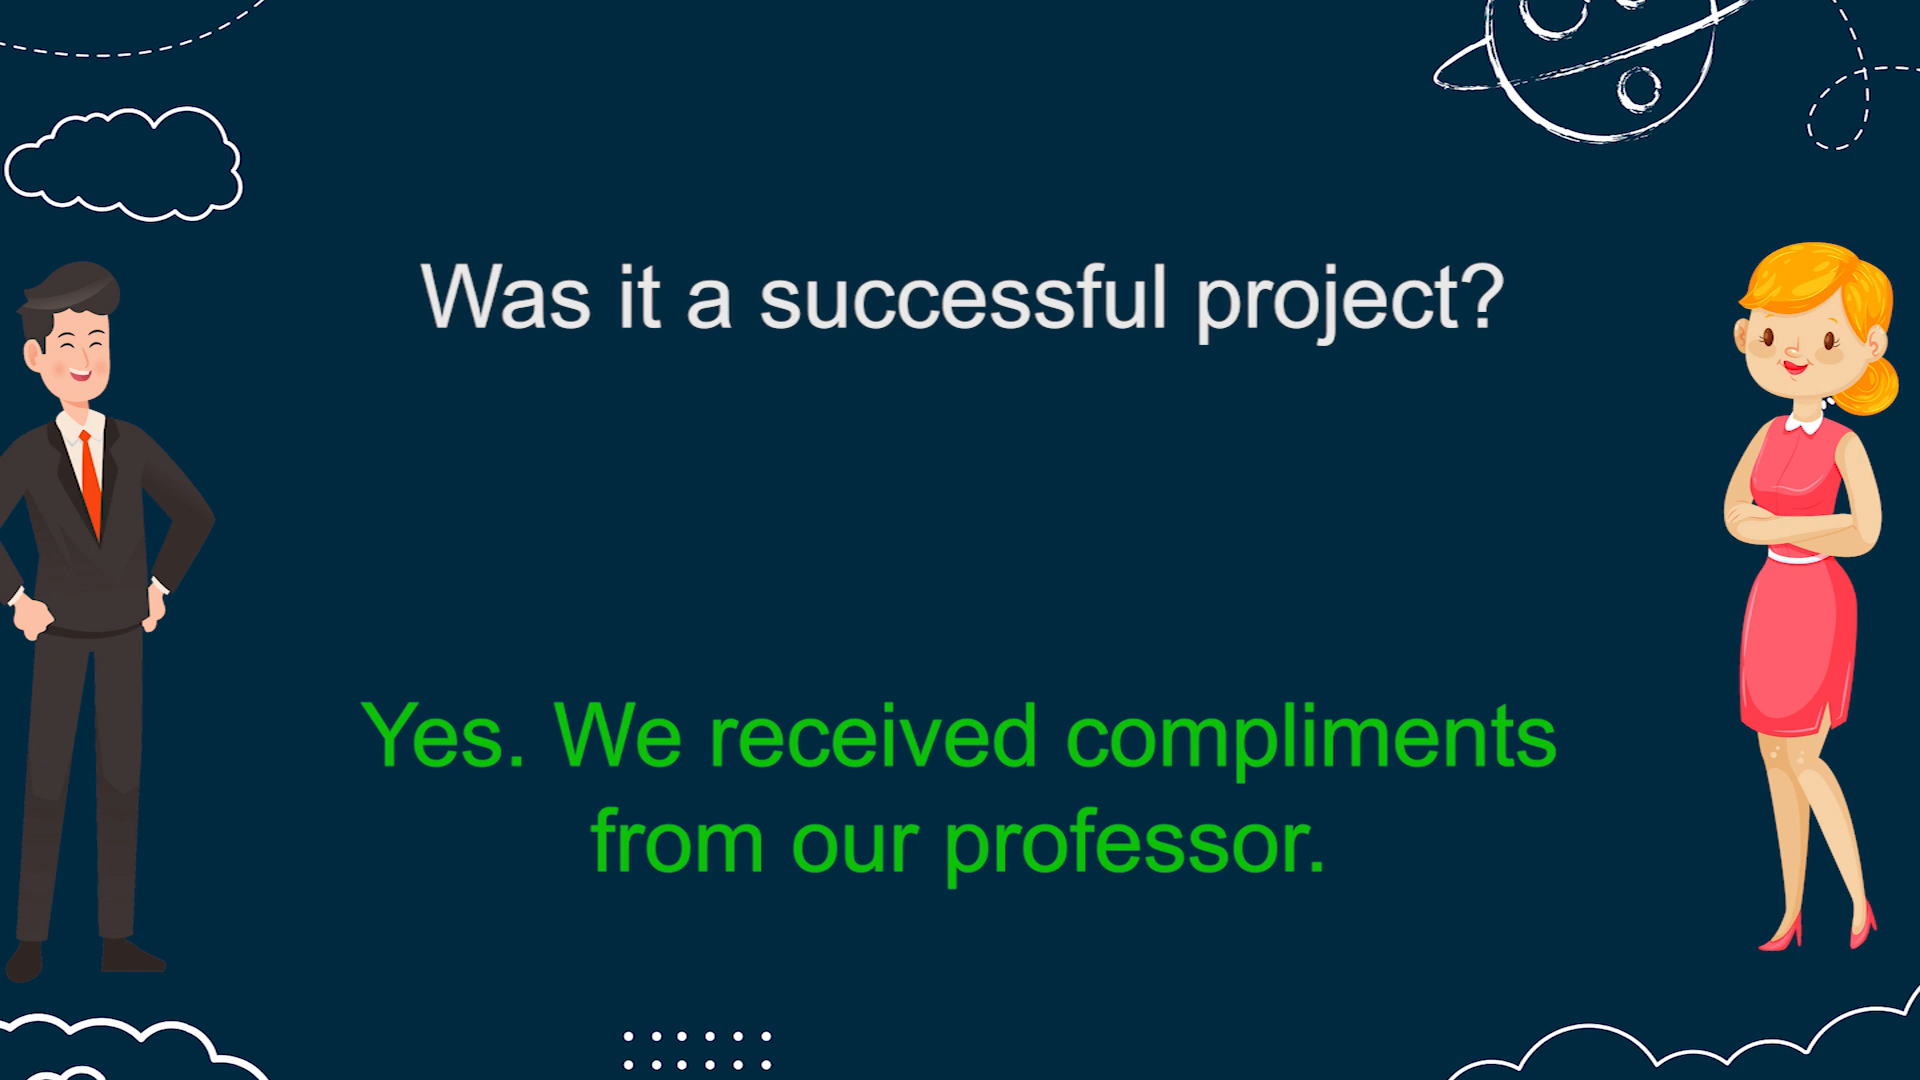 Was it a successful project?
Yes. We received compliments
from our professor.